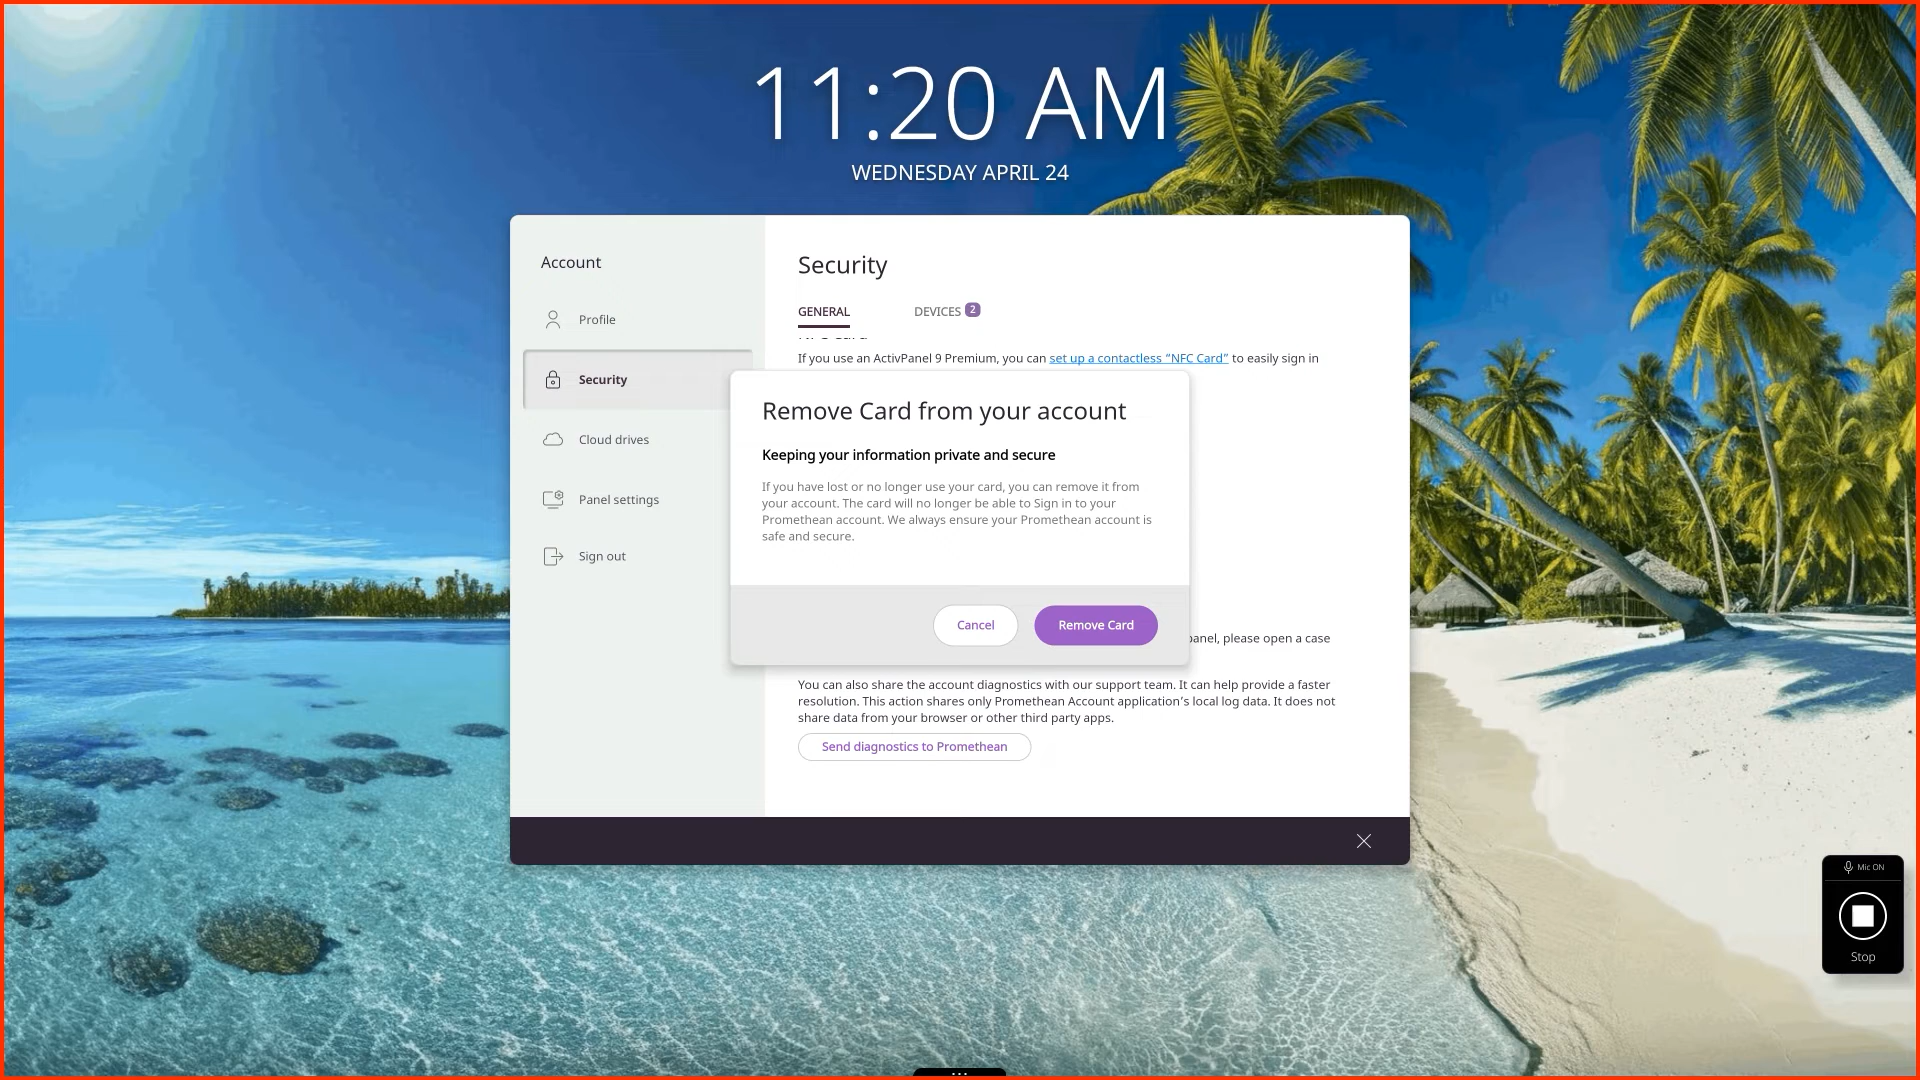 11:20 AM
WEDNESDAY APRIL 24
Account
Profile
Security
Cloud drives
Panel settings
Sign out
Security
GENERAL
DEVICES 2
If you use an ActivPanel 9 Premium, you can set up a contactless “NFC Card” to easily sign in
Remove Card from your account
Keeping your information private and secure
If you have lost or no longer use your card, you can remove it from
your account. The card will no longer be able to Sign in to your
Promethean account. We always ensure your Promethean account is
safe and secure.
Cancel
Remove Card
panel, please open a case
You can also share the account diagnostics with our support team. It can help provide a faster
resolution. This action shares only Promethean Account application’s local log data. It does not
share data from your browser or other third party apps.
Send diagnostics to Promethean
Mic ON
Stop